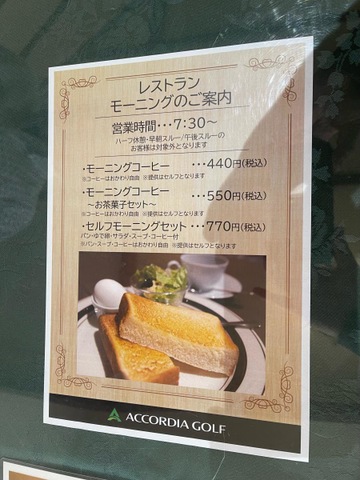 レストラン
モーニングのご案内
営業時間・・・7:30～
ハーフ休憩・早朝スルー/午後スルーの
お客様は対象外となります
・モーニングコーヒー ・・・440円(税込)
※コーヒーはおかわり自由 ※提供はセルフとなります
・モーニングコーヒー ・・・550円(税込)
～お茶菓子セット～
※コーヒーはおかわり自由 ※提供はセルフとなります
・セルフモーニングセット ・・・770円(税込)
パン・ゆで卵・サラダ・スープ・コーヒー付
※パン・スープ・コーヒーはおかわり自由 ※提供はセルフとなります
ACCORDIA GOLF